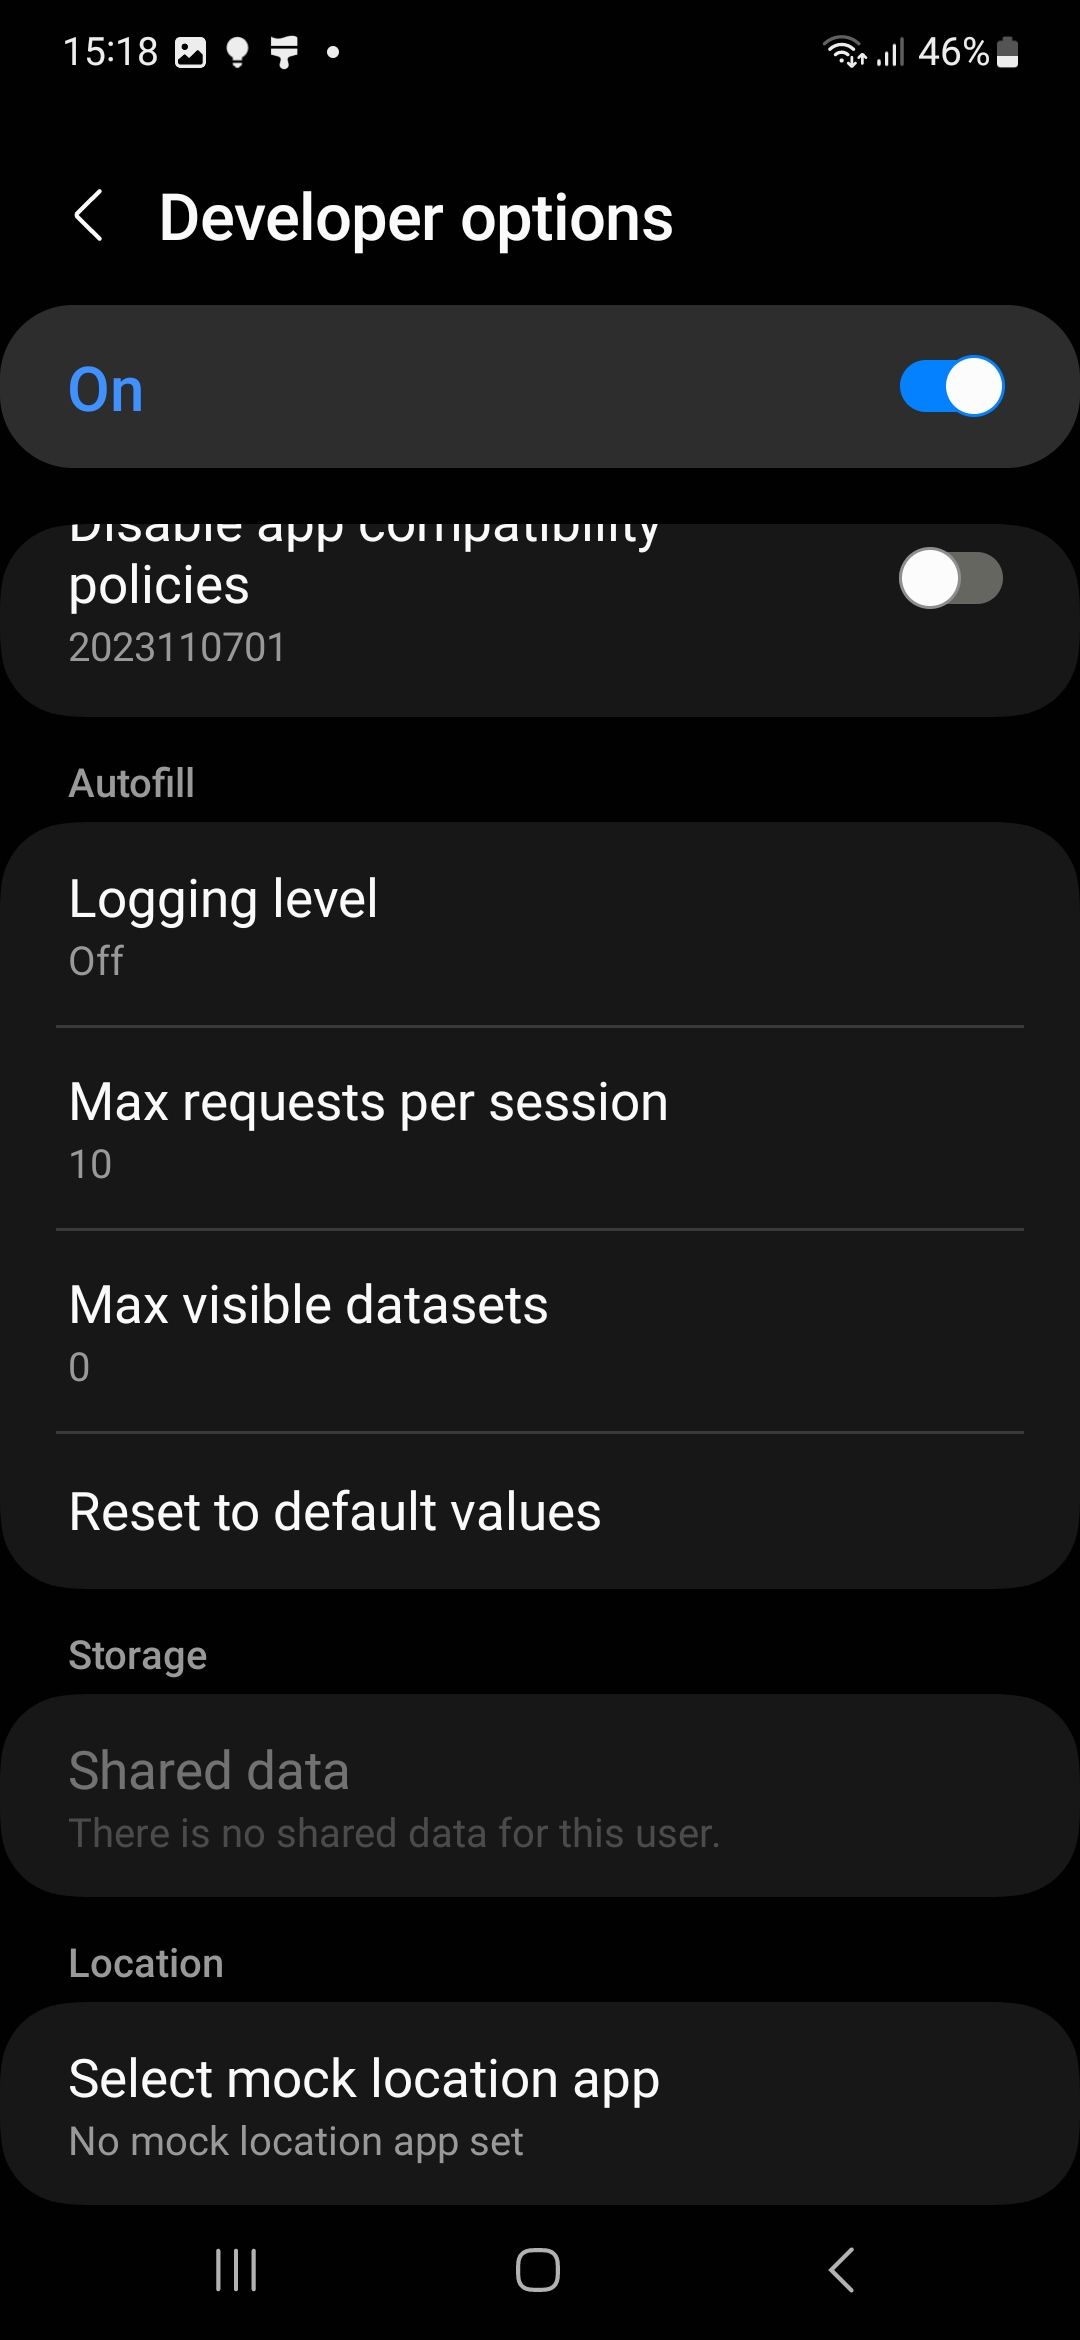 15:18
46%
Developer options
On
Disable app compatibility
policies
2023110701
Autofill
Logging level
Off
Max requests per session
10
Max visible datasets
0
Reset to default values
Storage
Shared data
There is no shared data for this user.
Location
Select mock location app
No mock location app set